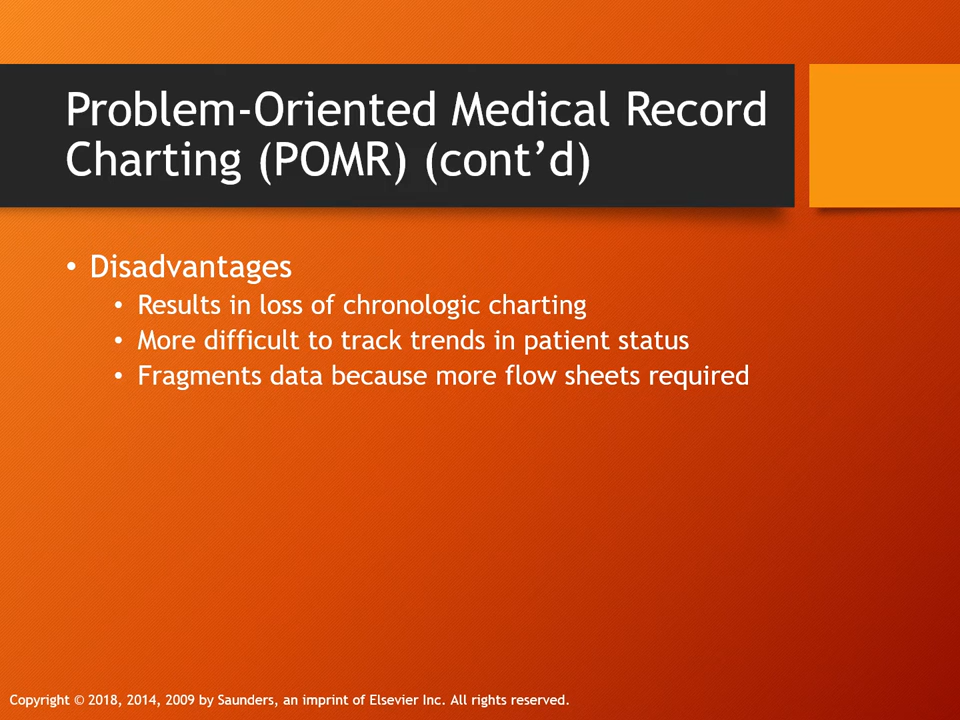 Problem-Oriented Medical Record
Charting (POMR) (cont’d)
• Disadvantages
• Results in loss of chronologic charting
• More difficult to track trends in patient status
• Fragments data because more flow sheets required
Copyright © 2018, 2014, 2009 by Saunders, an imprint of Elsevier Inc. All rights reserved.